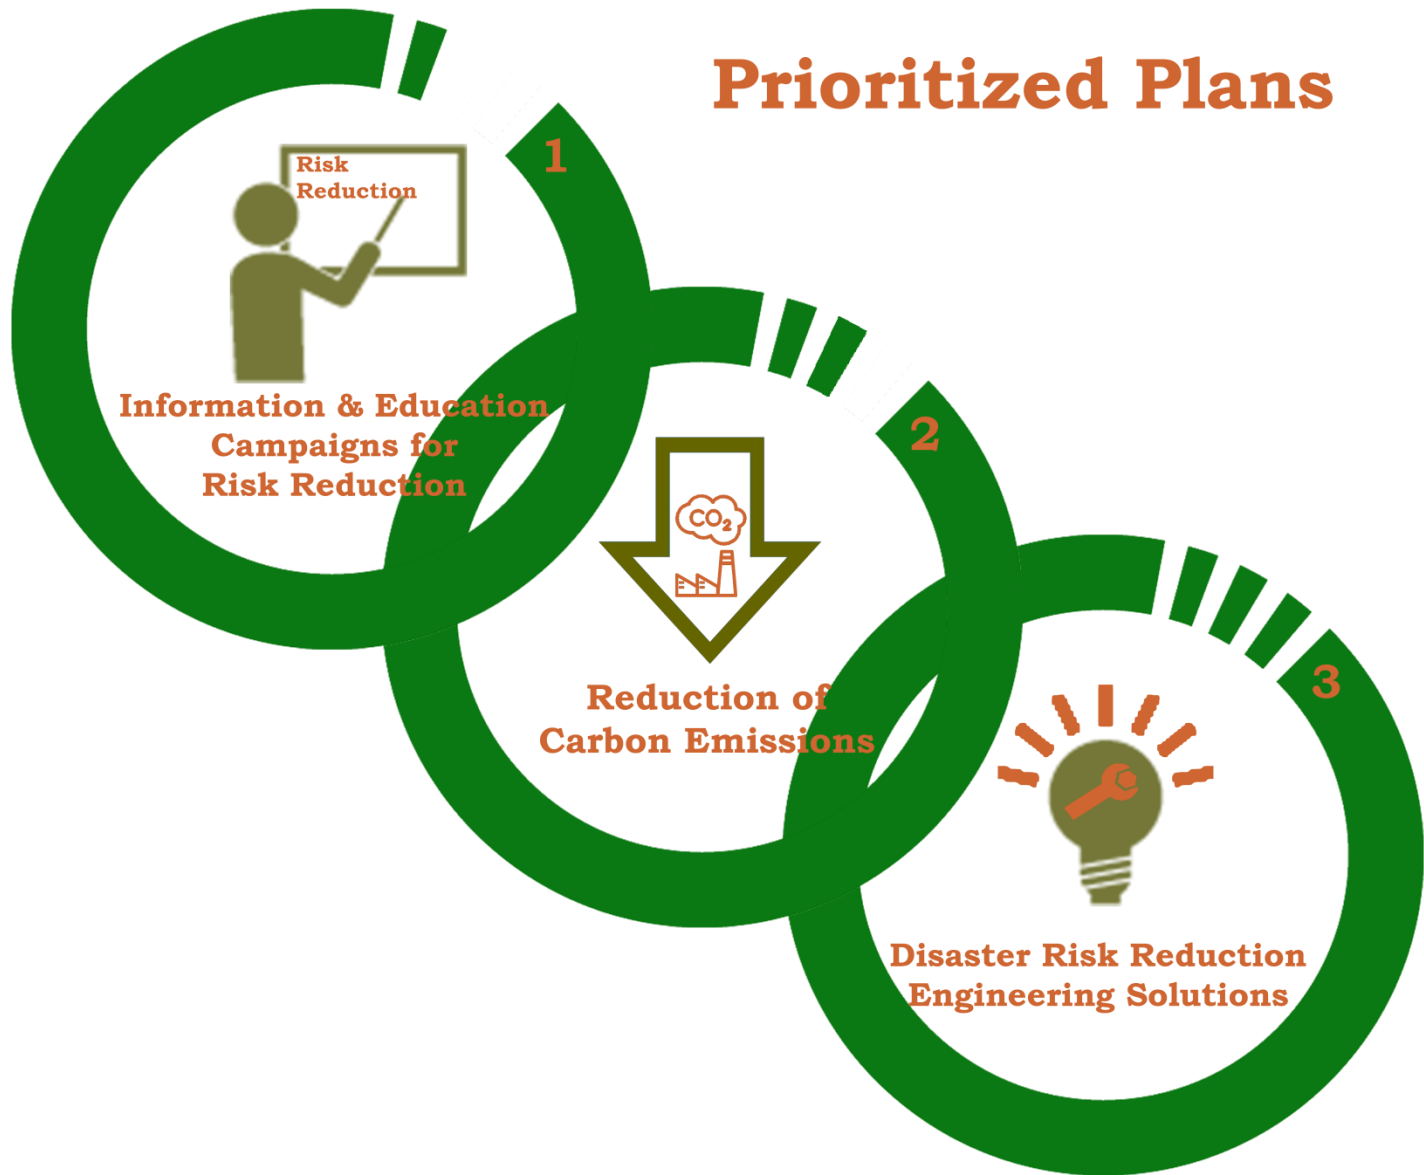 Prioritized Plans
1
Risk
Reduction
Information & Education
Campaigns for
Risk Reduction
2
CO₂
Reduction of
Carbon Emissions
3
Disaster Risk Reduction
Engineering Solutions